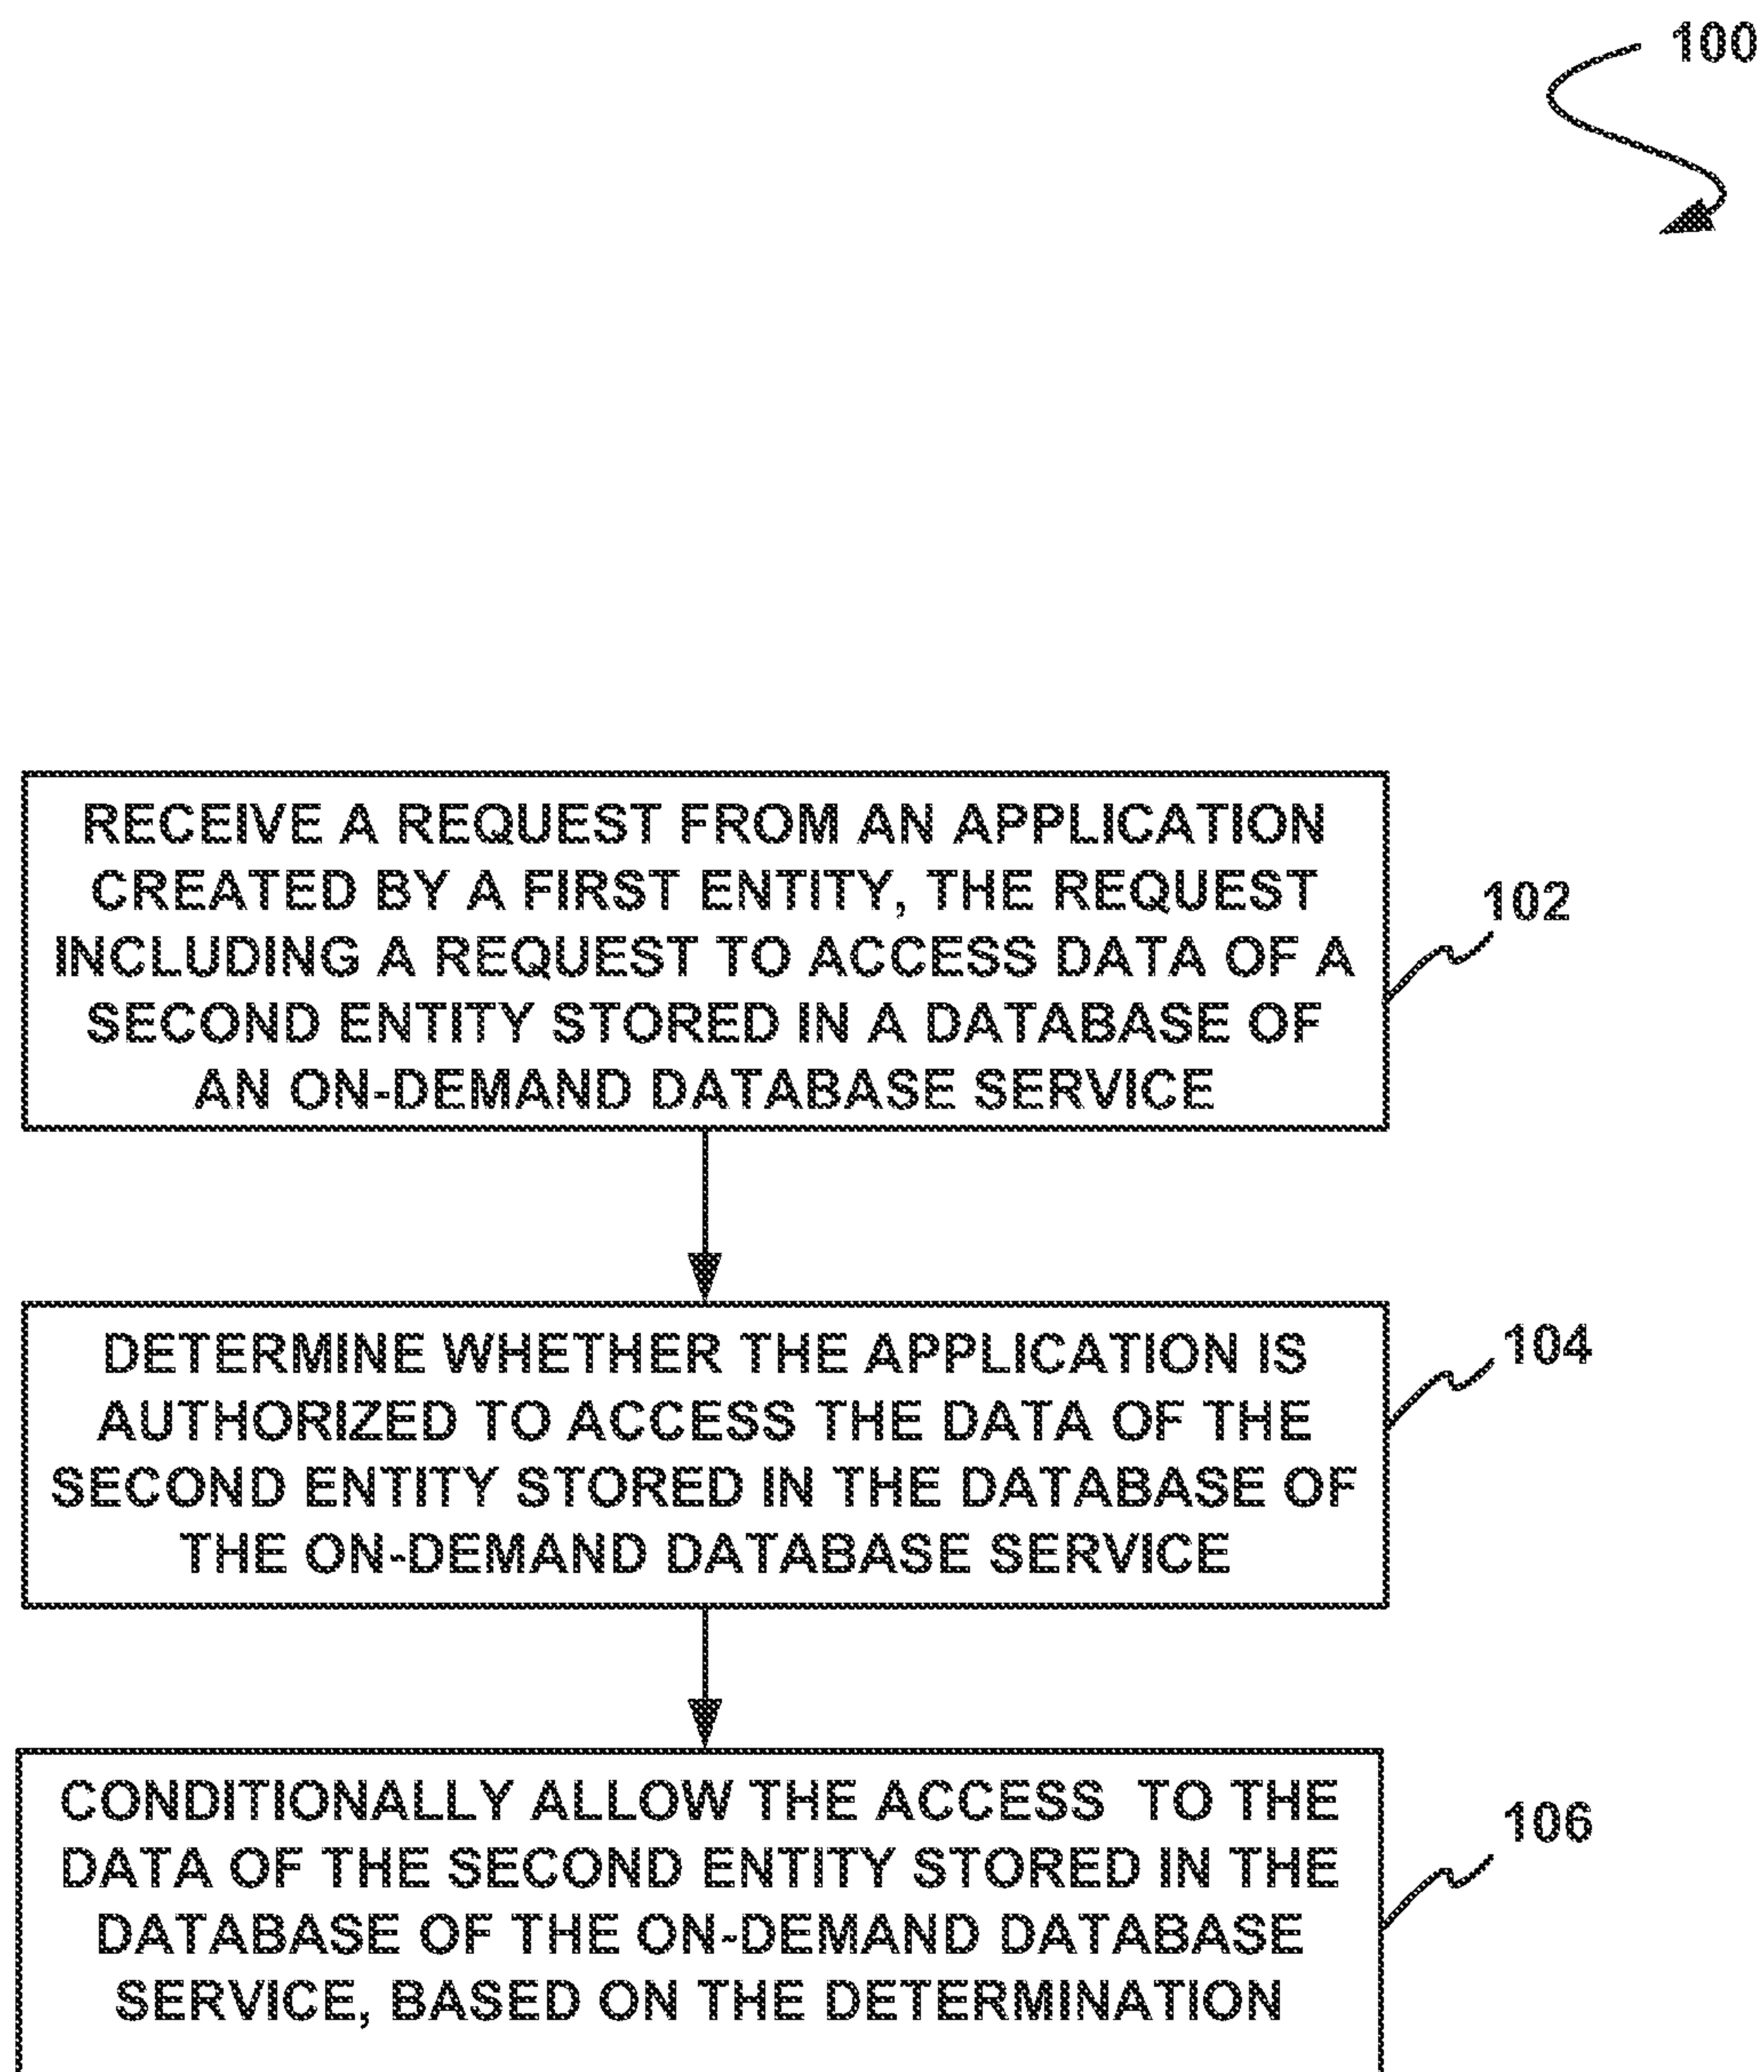 100
RECEIVE A REQUEST FROM AN APPLICATION
CREATED BY A FIRST ENTITY, THE REQUEST
INCLUDING A REQUEST TO ACCESS DATA OF A
SECOND ENTITY STORED IN A DATABASE OF
AN ON-DEMAND DATABASE SERVICE
102
DETERMINE WHETHER THE APPLICATION IS
AUTHORIZED TO ACCESS THE DATA OF THE
SECOND ENTITY STORED IN THE DATABASE OF
THE ON-DEMAND DATABASE SERVICE
104
CONDITIONALLY ALLOW THE ACCESS TO THE
DATA OF THE SECOND ENTITY STORED IN THE
DATABASE OF THE ON-DEMAND DATABASE
SERVICE, BASED ON THE DETERMINATION
106